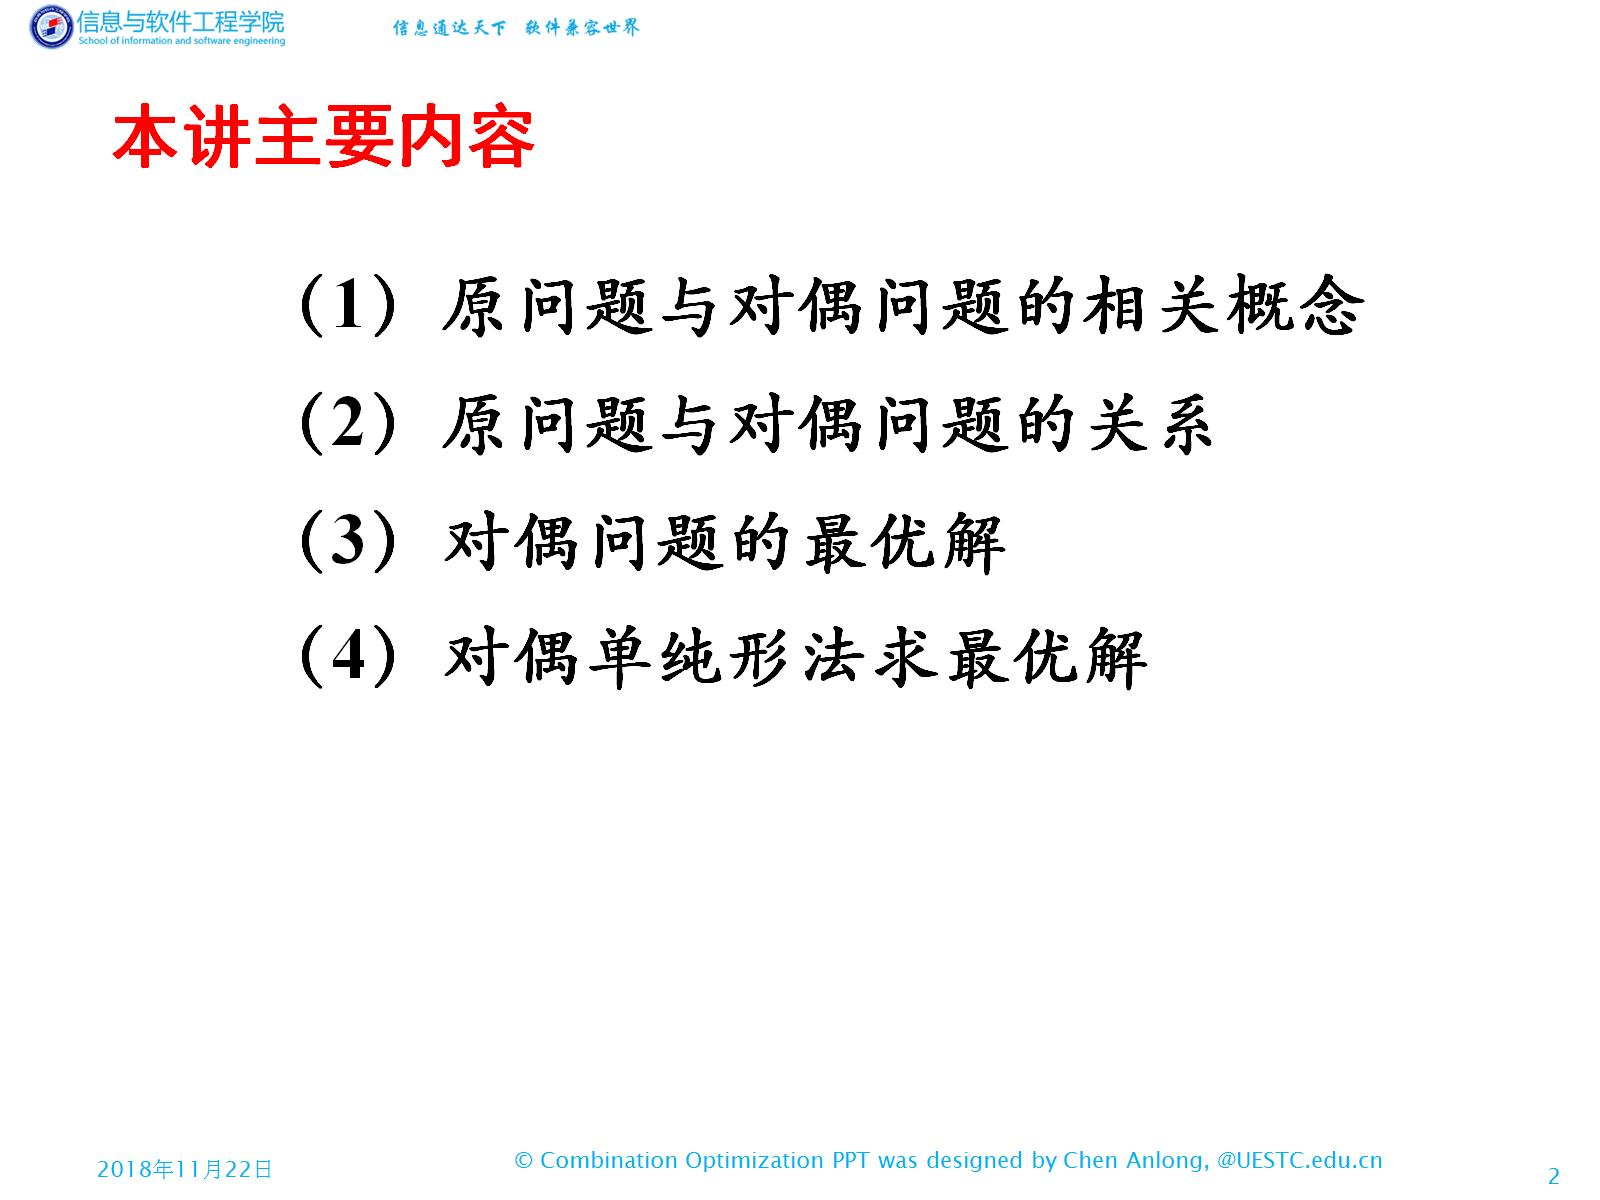 信息与软件工程学院
School of information and software engineering
信息通达天下 软件兼容世界
本讲主要内容
（1）原问题与对偶问题的相关概念
（2）原问题与对偶问题的关系
（3）对偶问题的最优解
（4）对偶单纯形法求最优解
2018年11月22日
© Combination Optimization PPT was designed by Chen Anlong, @UESTC.edu.cn
2